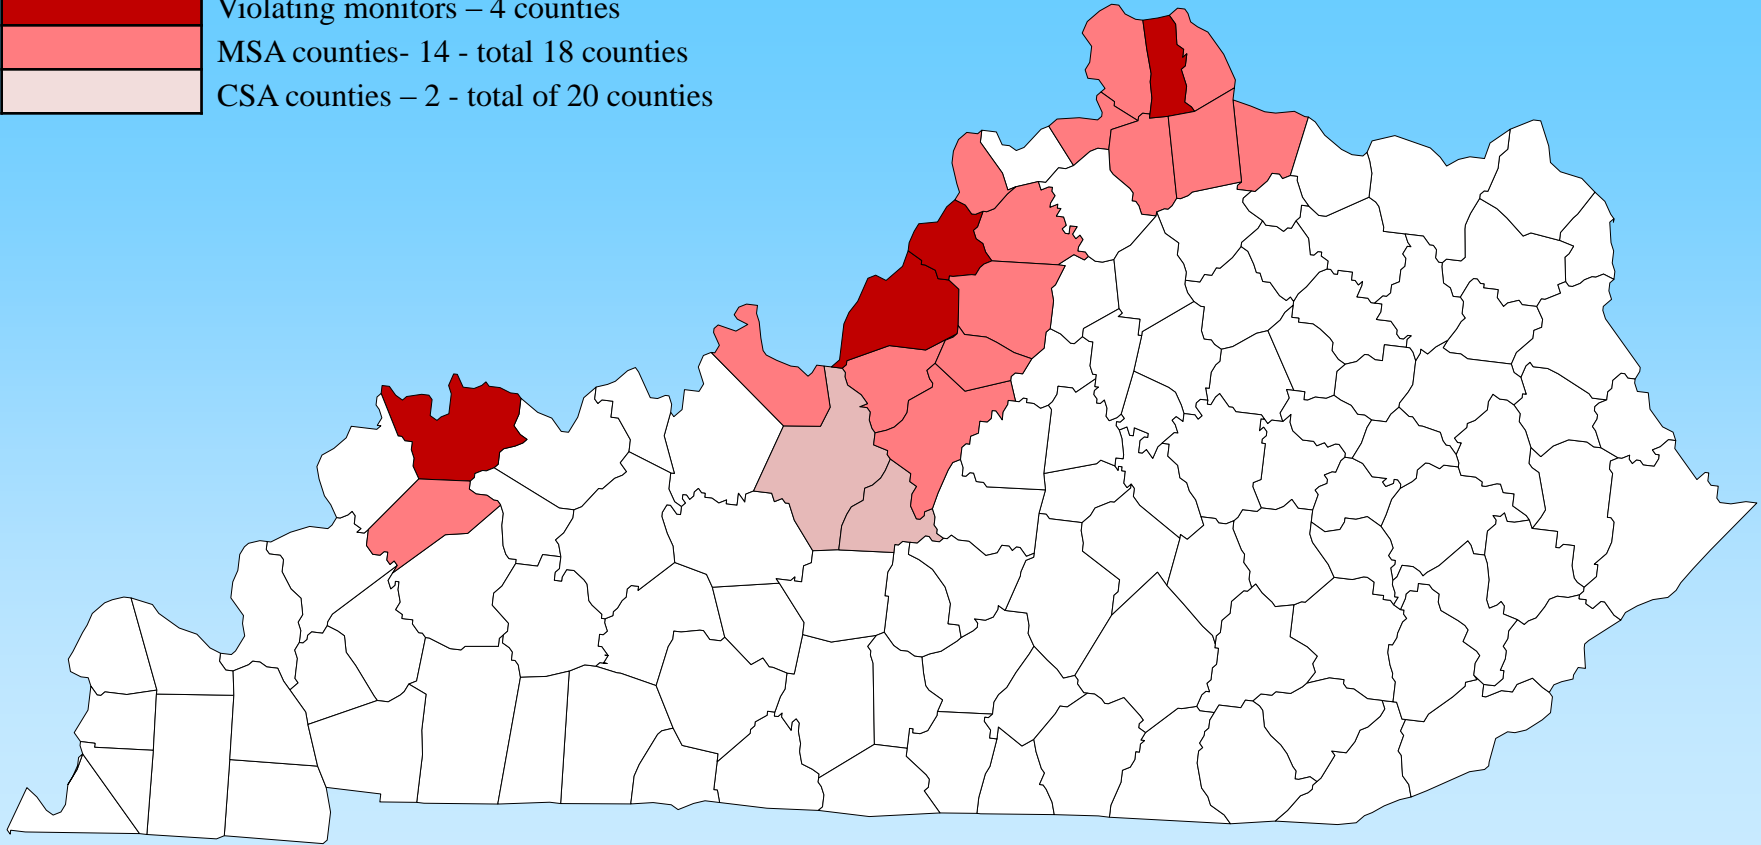 Violating monitors – 4 counties
MSA counties- 14 - total 18 counties
CSA counties – 2 - total of 20 counties